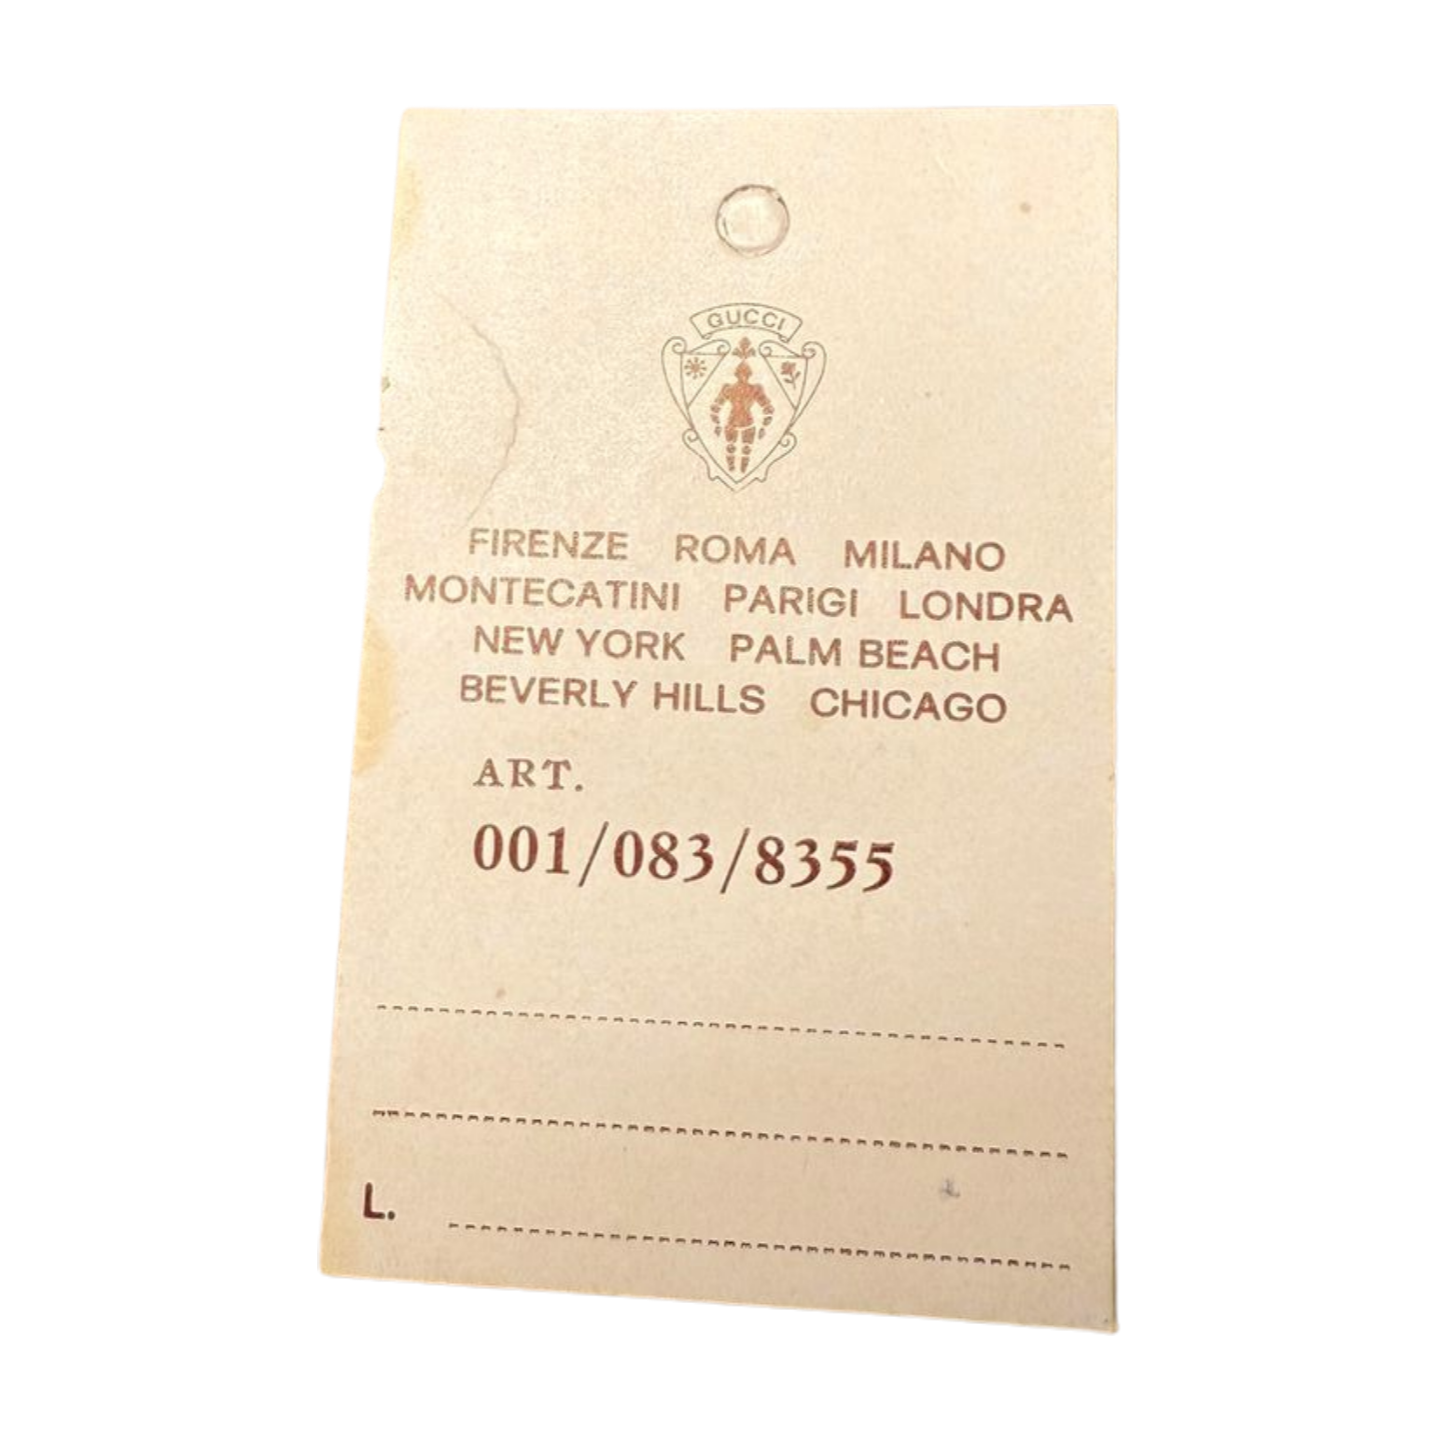 GUCCI
FIRENZE ROMA MILANO
MONTECATINI PARIGI LONDRA
NEW YORK PALM BEACH
BEVERLY HILLS CHICAGO
ART.
001/083/8355
L.